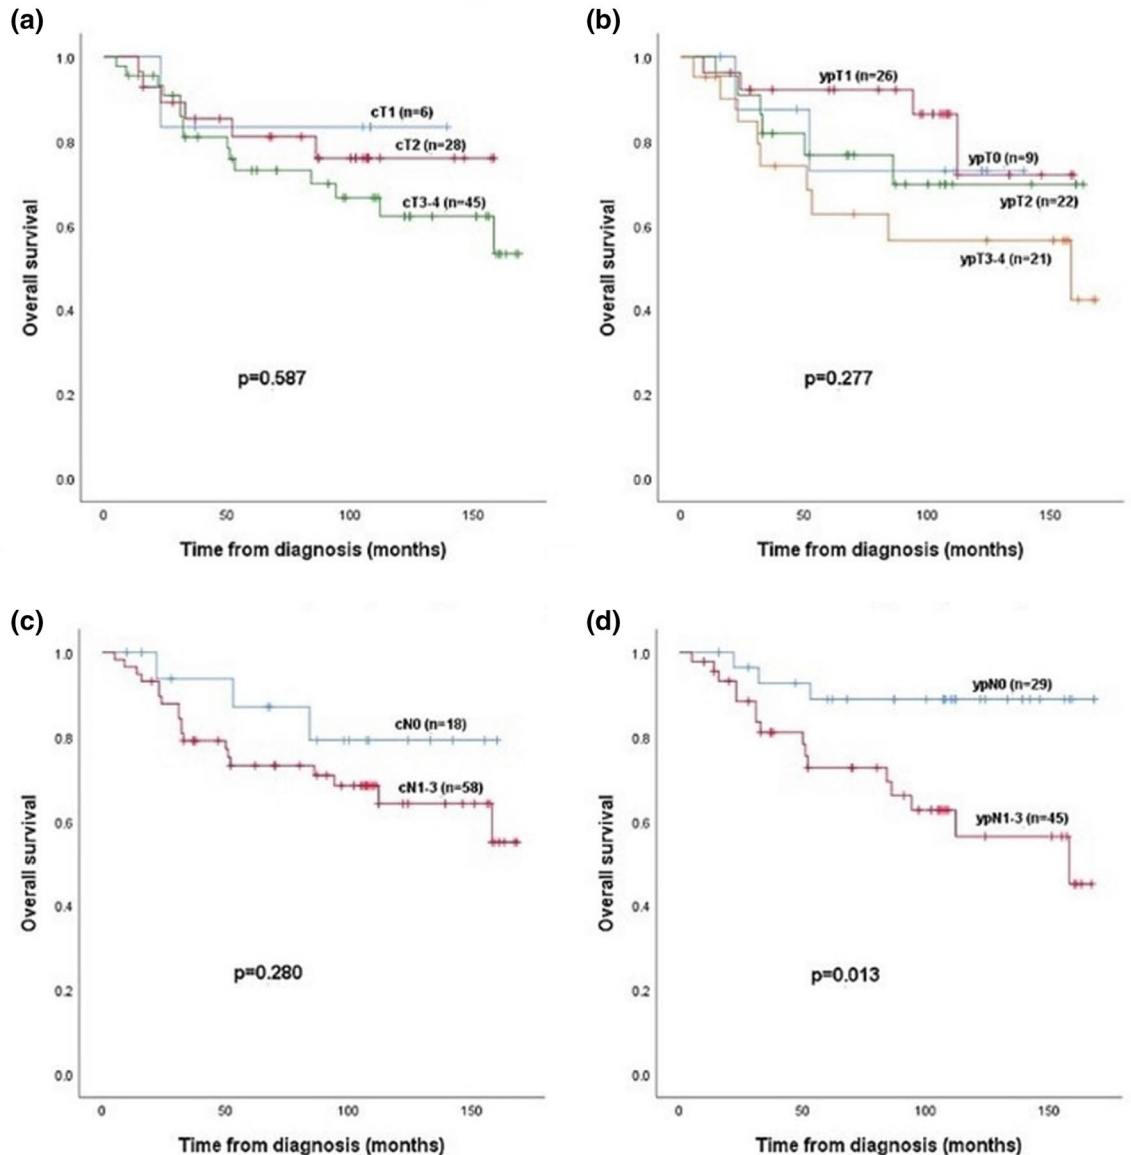 (a)
1.0
0.8
0.6
0.4
0.2
0.0
Overall survival
cT1 (n=6)
cT2 (n=28)
cT3-4 (n=45)
p=0.587
0 50 100 150
Time from diagnosis (months)
(b)
1.0
0.8
0.6
0.4
0.2
0.0
Overall survival
ypT1 (n=26)
ypT0 (n=9)
ypT2 (n=22)
ypT3-4 (n=21)
p=0.277
0 50 100 150
Time from diagnosis (months)
(c)
1.0
0.8
0.6
0.4
0.2
0.0
Overall survival
cN0 (n=18)
cN1-3 (n=58)
p=0.280
0 50 100 150
Time from diagnosis (months)
(d)
1.0
0.8
0.6
0.4
0.2
0.0
Overall survival
ypN0 (n=29)
ypN1-3 (n=45)
p=0.013
0 50 100 150
Time from diagnosis (months)